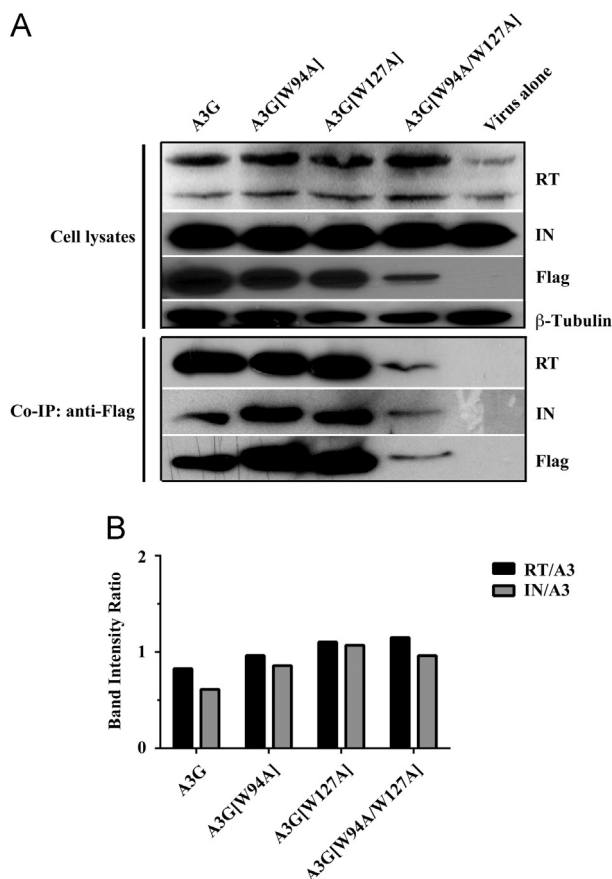 A
A3G
A3G[W94A]
A3G[W127A]
A3G[W94A/W127A]
Virus alone
Cell lysates
RT
IN
Flag
β-Tubulin
Co-IP: anti-Flag
RT
IN
Flag
B
Band Intensity Ratio
2
1
0
RT/A3
IN/A3
A3G
A3G[W94A]
A3G[W127A]
A3G[W94A/W127A]